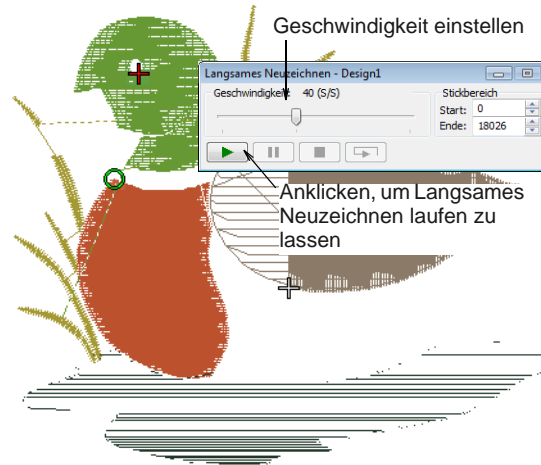 Geschwindigkeit einstellen
Langsames Neuzeichnen - Design1
Geschwindigkeit: 40 (S/S)
Stickbereich
Start: 0
Ende: 18026
Anklicken, um Langsames
Neuzeichnen laufen zu
lassen